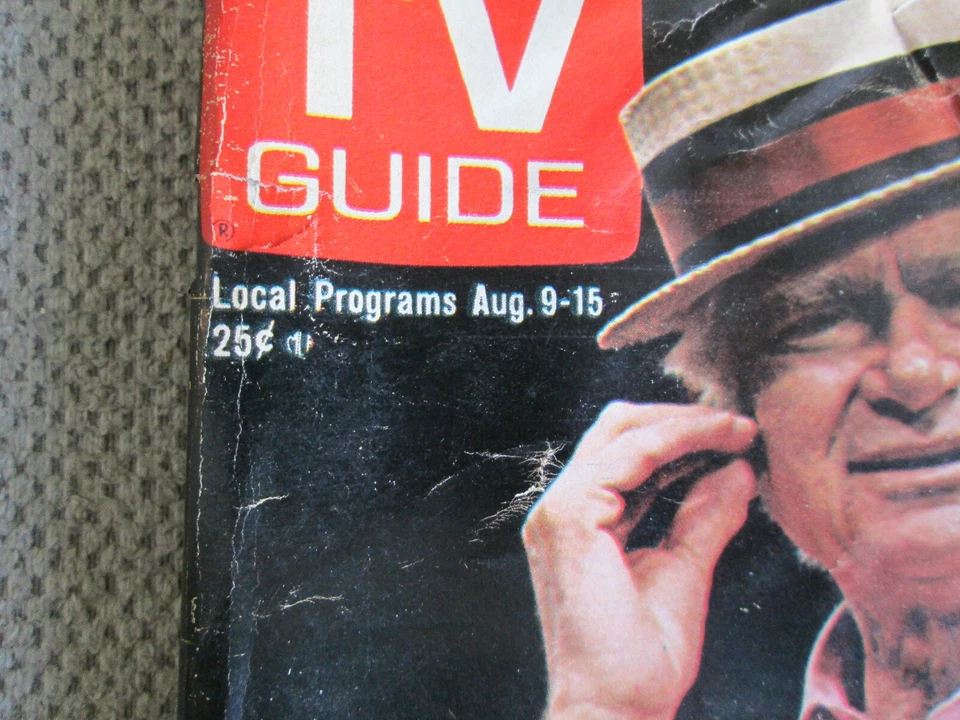 TV
GUIDE
®
Local Programs Aug. 9-15
25¢